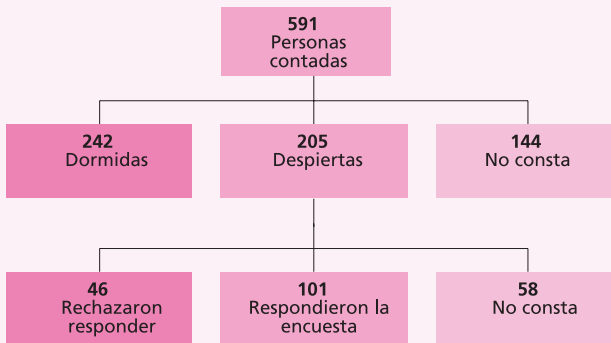 591
Personas
contadas
242
Dormidas
205
Despiertas
144
No consta
46
Rechazaron
responder
101
Respondieron la
encuesta
58
No consta